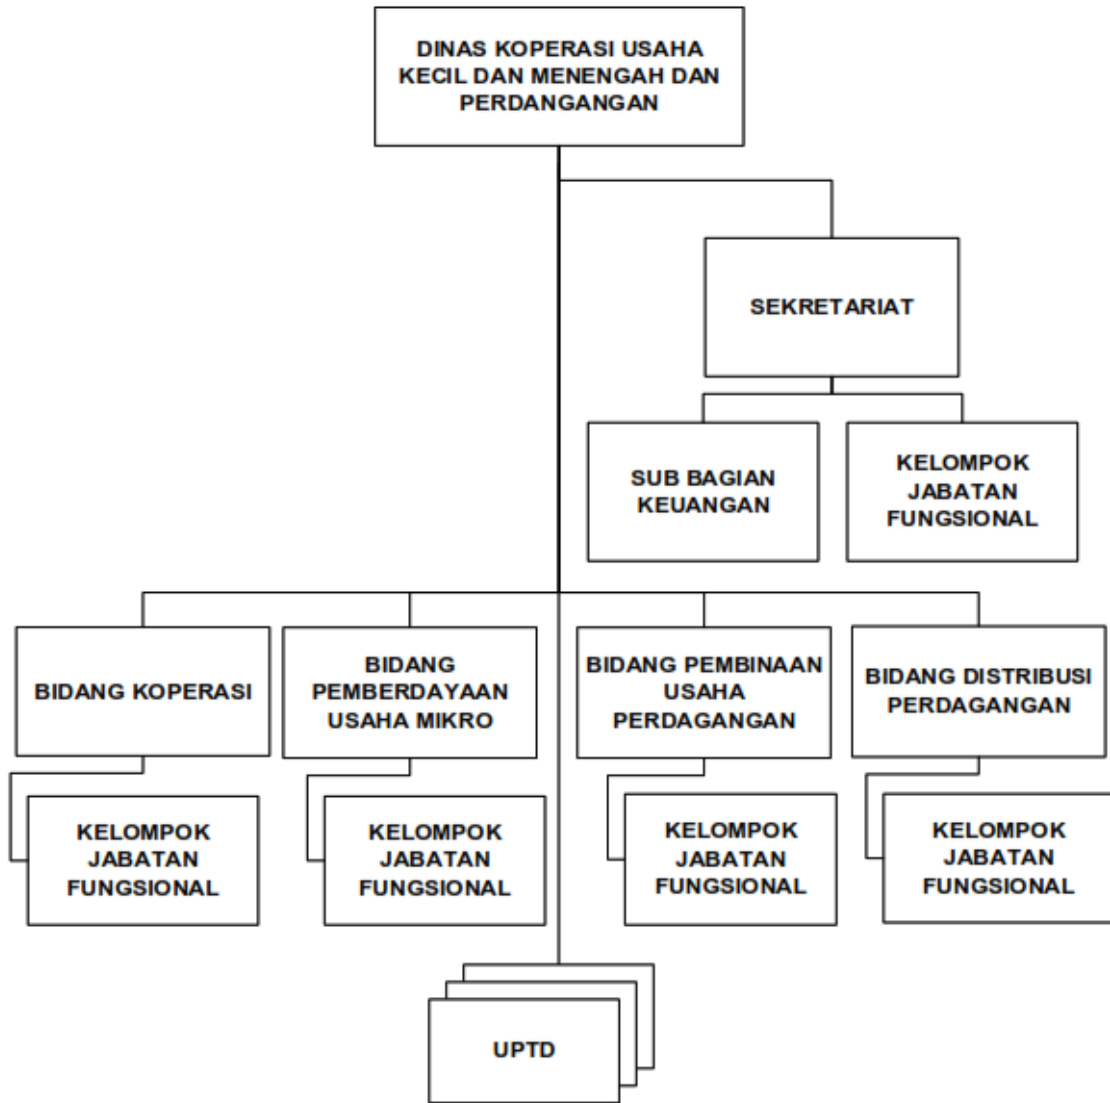 DINAS KOPERASI USAHA
KECIL DAN MENENGAH DAN
PERDANGANGAN
SEKRETARIAT
SUB BAGIAN
KEUANGAN
KELOMPOK
JABATAN
FUNGSIONAL
BIDANG KOPERASI
BIDANG
PEMBERDAYAAN
USAHA MIKRO
BIDANG PEMBINAAN
USAHA
PERDAGANGAN
BIDANG DISTRIBUSI
PERDAGANGAN
KELOMPOK
JABATAN
FUNGSIONAL
KELOMPOK
JABATAN
FUNGSIONAL
KELOMPOK
JABATAN
FUNGSIONAL
KELOMPOK
JABATAN
FUNGSIONAL
UPTD